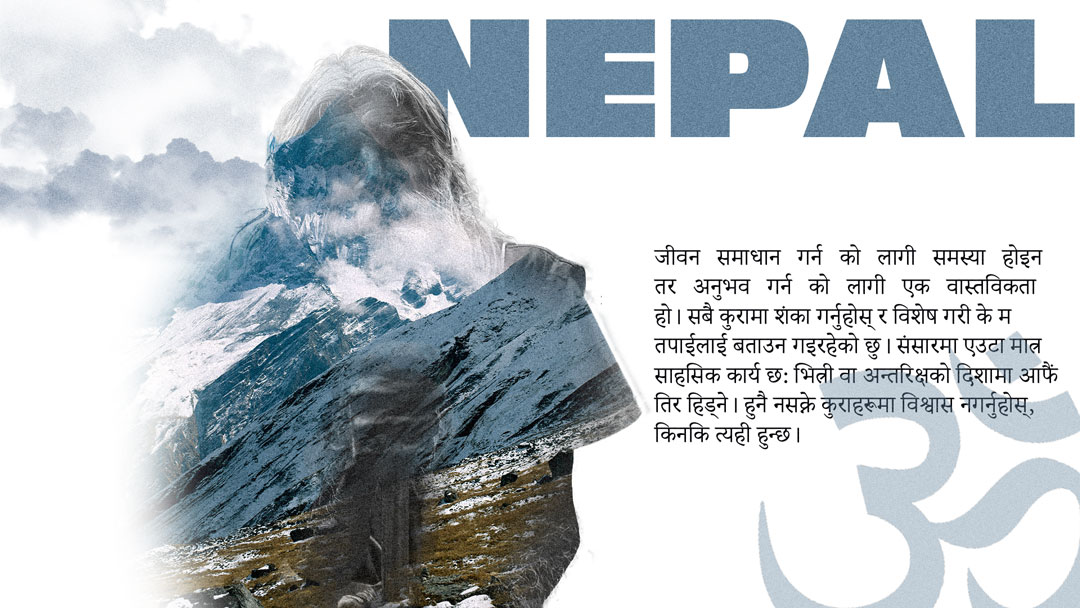 NEPAL
जीवन समाधान गर्न को लागी समस्या होइन
तर अनुभव गर्न को लागी एक वास्तविकता
हो। सबै कुरामा शंका गर्नुहोस् र विशेष गरी के म
तपाईलाई बताउन गइरहेको छु। संसारमा एउटा मात्र
साहसिक कार्य छ: भित्री वा अन्तरिक्षको दिशामा आफैं
तिर हिड्ने। हुनै नसक्ने कुराहरूमा विश्वास नगर्नुहोस्,
किनकि त्यही हुन्छ।
ॐ